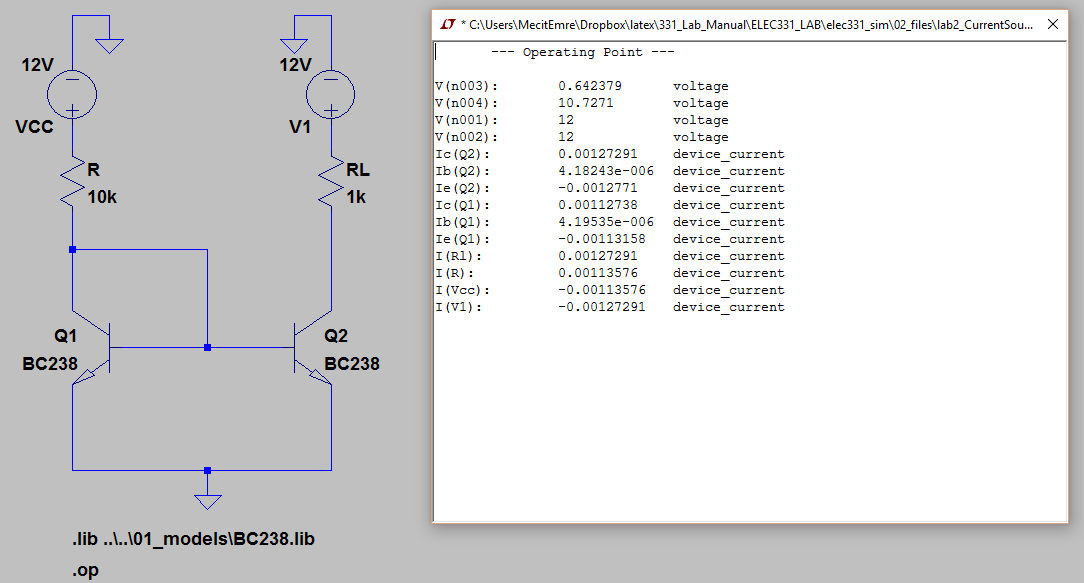 12V
VCC
R
10k
Q1
BC238
12V
V1
RL
1k
Q2
BC238
.lib ..\..\01_models\BC238.lib
.op
* C:\Users\MecitEmre\Dropbox\latex\331_Lab_Manual\ELEC331_LAB\elec331_sim\02_files\lab2_CurrentSou...
--- Operating Point ---
V(n003): 0.642379 voltage
V(n004): 10.7271 voltage
V(n001): 12 voltage
V(n002): 12 voltage
Ic(Q2): 0.00127291 device_current
Ib(Q2): 4.18243e-006 device_current
Ie(Q2): -0.0012771 device_current
Ic(Q1): 0.00112738 device_current
Ib(Q1): 4.19535e-006 device_current
Ie(Q1): -0.00113158 device_current
I(Rl): 0.00127291 device_current
I(R): 0.00113576 device_current
I(Vcc): -0.00113576 device_current
I(V1): -0.00127291 device_current